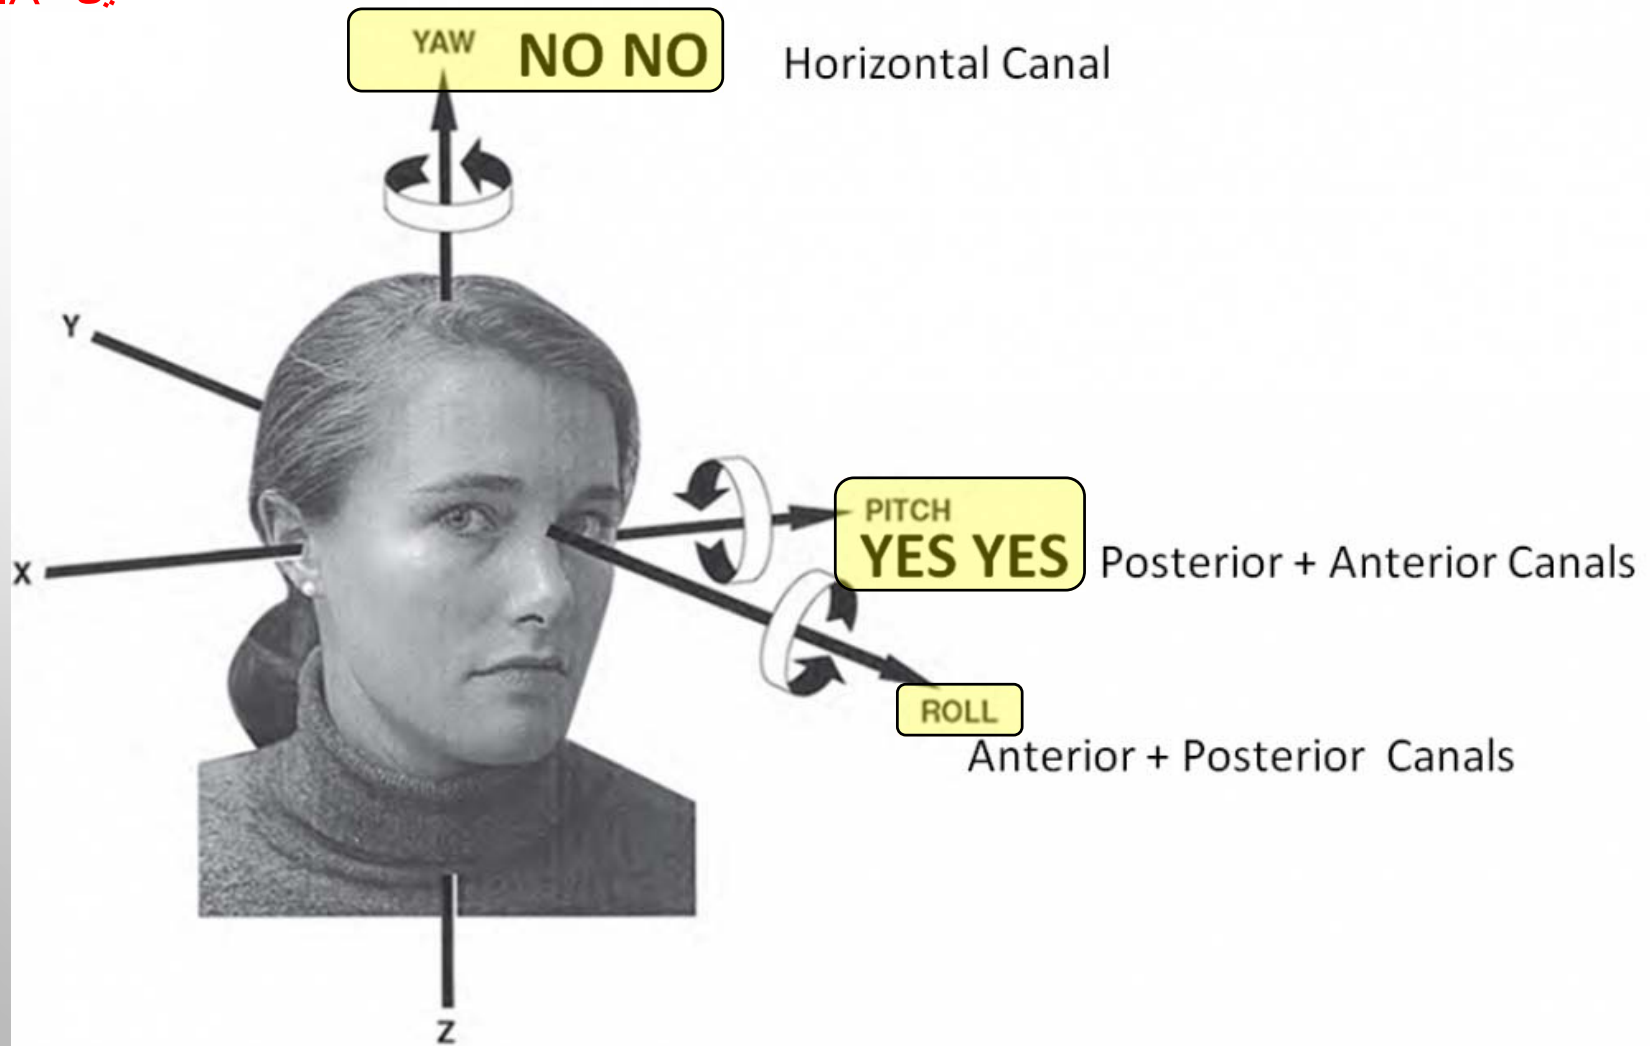 YAW NO NO
Horizontal Canal
Y
PITCH
YES YES
Posterior + Anterior Canals
X
ROLL
Anterior + Posterior Canals
Z